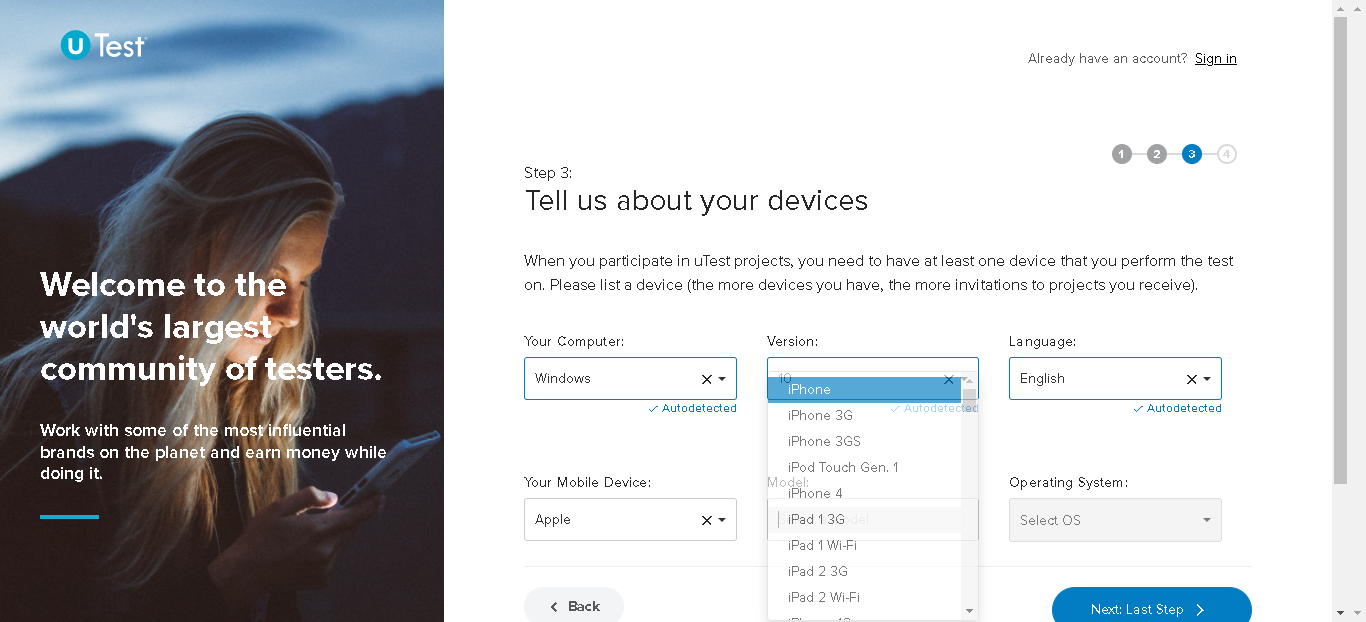 uTest
Already have an account? Sign in
1 2 3 4
Step 3:
Tell us about your devices
When you participate in uTest projects, you need to have at least one device that you perform the test
on. Please list a device (the more devices you have, the more invitations to projects you receive).
Welcome to the
world's largest
community of testers.
Work with some of the most influential
brands on the planet and earn money while
doing it.
Your Computer:
Version:
Language:
Windows
10
English
Autodetected
Autodetected
Autodetected
iPhone
iPhone 3G
iPhone 3GS
iPod Touch Gen. 1
iPhone 4
iPad 1 3G
iPad 1 Wi-Fi
iPad 2 3G
iPad 2 Wi-Fi
Your Mobile Device:
Model:
Operating System:
Apple
Select OS
Back
Next: Last Step